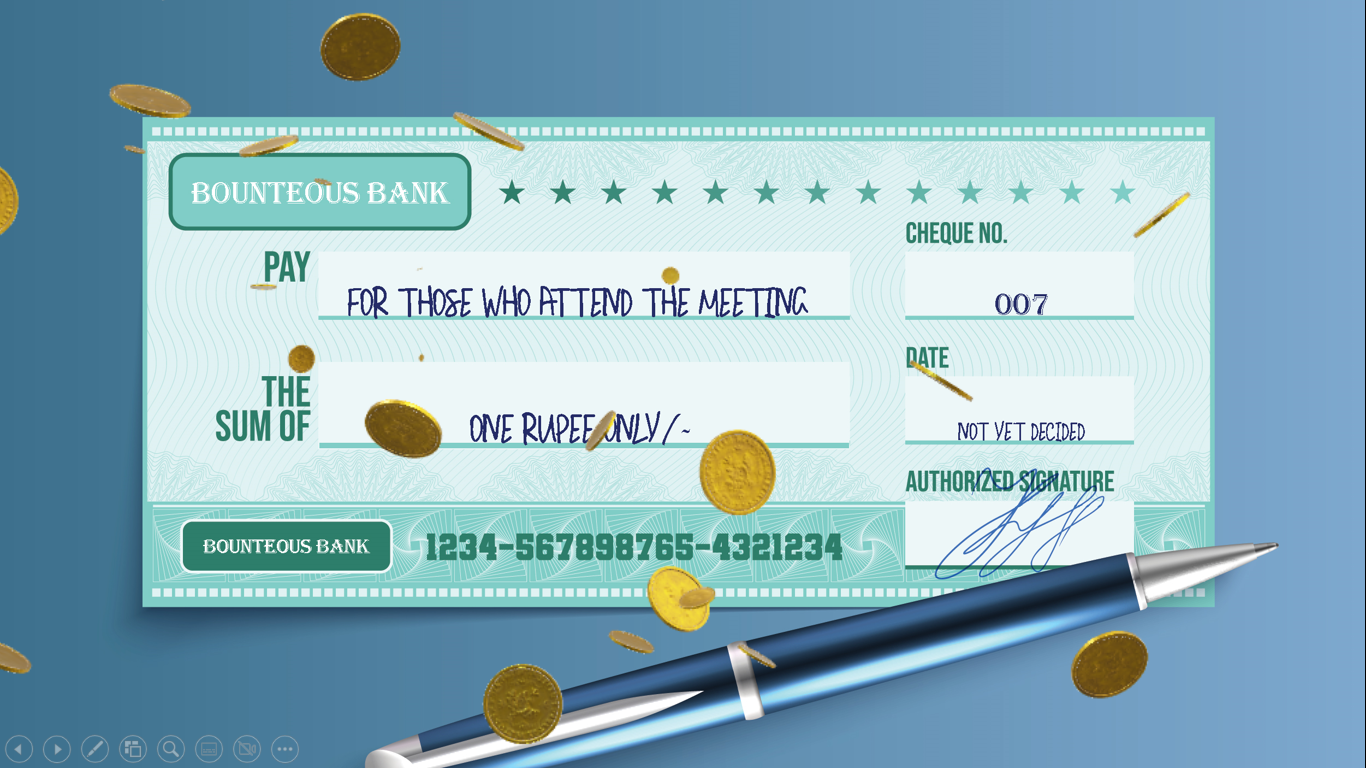 BOUNTEOUS BANK
CHEQUE NO.
PAY
FOR THOSE WHO ATTEND THE MEETING
007
DATE
THE
SUM OF
ONE RUPEE ONLY/-
NOT YET DECIDED
AUTHORIZED SIGNATURE
BOUNTEOUS BANK
1234-567898765-4321234